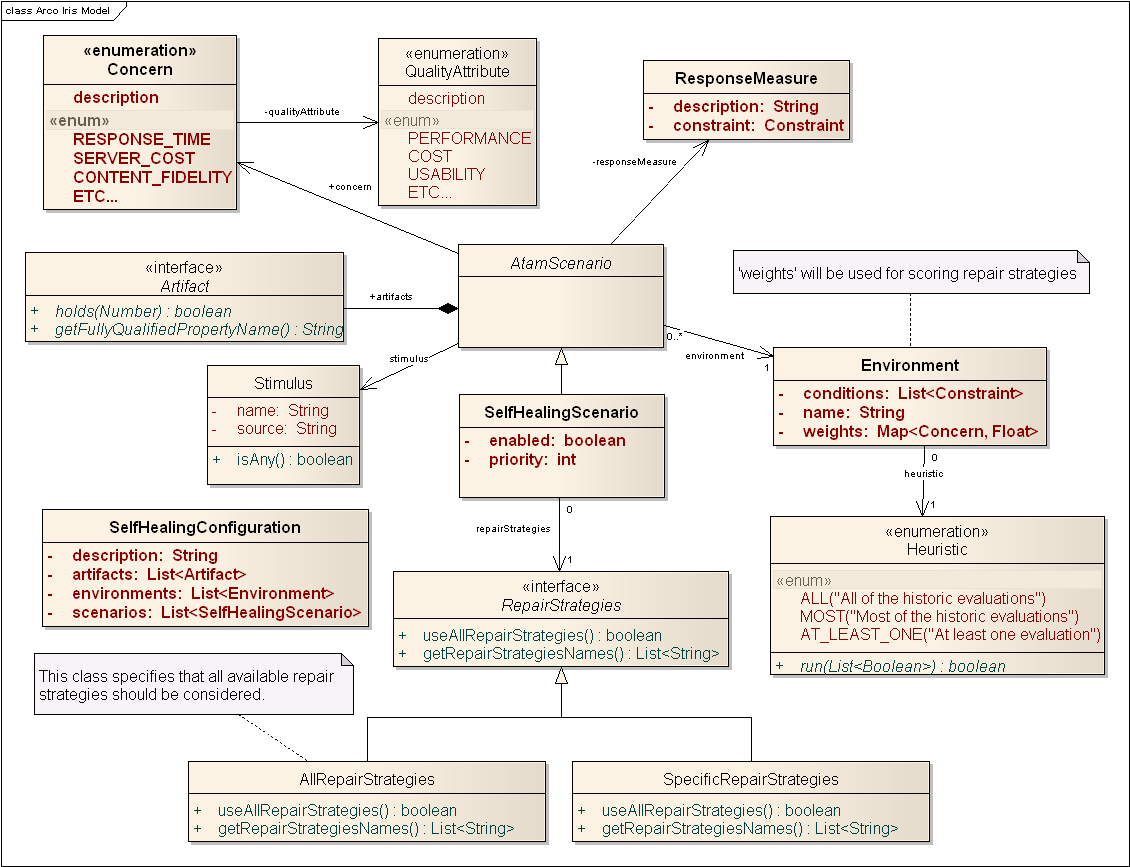 class Arco Iris Model
«enumeration»
Concern
description
«enum»
RESPONSE_TIME
SERVER_COST
CONTENT_FIDELITY
ETC...
-qualityAttribute
«enumeration»
QualityAttribute
description
«enum»
PERFORMANCE
COST
USABILITY
ETC...
ResponseMeasure
- description: String
- constraint: Constraint
-responseMeasure
+concern
«interface»
Artifact
+ holds(Number) : boolean
+ getFullyQualifiedPropertyName() : String
+artifacts
AtamScenario
'weights' will be used for scoring repair strategies
0..*
environment
1
stimulus
Stimulus
- name: String
- source: String
+ isAny() : boolean
SelfHealingScenario
- enabled: boolean
- priority: int
Environment
- conditions: List<Constraint>
- name: String
- weights: Map<Concern, Float>
0
heuristic
1
SelfHealingConfiguration
- description: String
- artifacts: List<Artifact>
- environments: List<Environment>
- scenarios: List<SelfHealingScenario>
0
repairStrategies
1
«interface»
RepairStrategies
+ useAllRepairStrategies() : boolean
+ getRepairStrategiesNames() : List<String>
«enumeration»
Heuristic
«enum»
ALL("All of the historic evaluations")
MOST("Most of the historic evaluations")
AT_LEAST_ONE("At least one evaluation")
+ run(List<Boolean>) : boolean
This class specifies that all available repair
strategies should be considered.
AllRepairStrategies
+ useAllRepairStrategies() : boolean
+ getRepairStrategiesNames() : List<String>
SpecificRepairStrategies
+ useAllRepairStrategies() : boolean
+ getRepairStrategiesNames() : List<String>